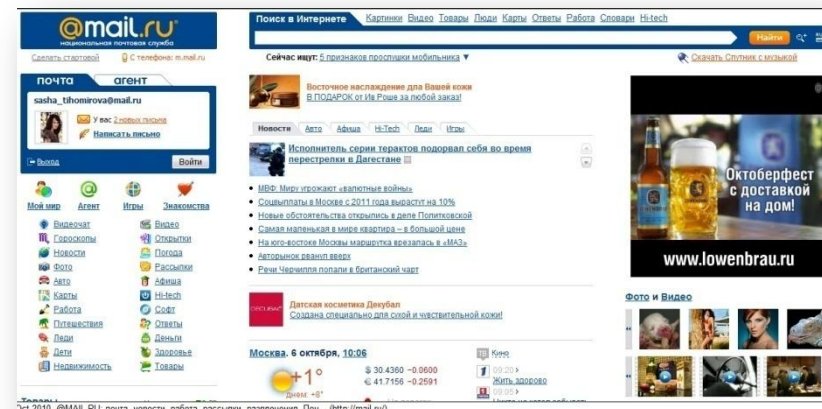 @mail.ru
национальная почтовая служба
Сделать стартовой
С телефона: m.mail.ru
почта
агент
sasha_tihomirova@mail.ru
У вас 2 новых письма
Написать письмо
Выход
Войти
Мой мир
Агент
Игры
Знакомства
Видеочат
Видео
Гороскопы
Открытки
Новости
Погода
Фото
Рассылки
Авто
Афиша
Карты
Hi-tech
Работа
Софт
Путешествия
Ответы
Леди
Деньги
Дети
Здоровье
Недвижимость
Товары
Поиск в Интернете Картинки Видео Товары Люди Карты Ответы Работа Словари Hi-tech
Найти
Сейчас ищут: 5 признаков прослушки мобильника
Скачать Спутник с музыкой
Восточное наслаждение для Вашей кожи
В ПОДАРОК от Ив Роше за любой заказ!
Новости Авто Афиша Hi-Tech Леди Игры
Исполнитель серии терактов подорвал себя во время
перестрелки в Дагестане
МВФ: Миру угрожают «валютные войны»
Соцвыплаты в Москве с 2011 года вырастут на 10%
Новые обстоятельства открылись в деле Политковской
Самая маленькая в мире квартира – в большой цене
На юго-востоке Москвы маршрутка врезалась в «МАЗ»
Авторынок рванул вверх
Речи Черчилля попали в британский чарт
Датская косметика Декубал
Создана специально для сухой и чувствительной кожи!
Москва. 6 октября, 10:06
+1°
днем: +8°
$ 30.4360 -0.0600
€ 41.7156 -0.2591
Кино
09:20
Жить здорово
09:05
Октоберфест
с доставкой
на дом!
www.lowenbrau.ru
Фото и Видео